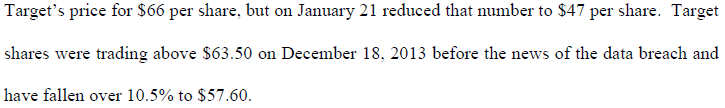 Target's price for $66 per share, but on January 21 reduced that number to $47 per share.  Target
shares were trading above $63.50 on December 18, 2013 before the news of the data breach and
have fallen over 10.5% to $57.60.